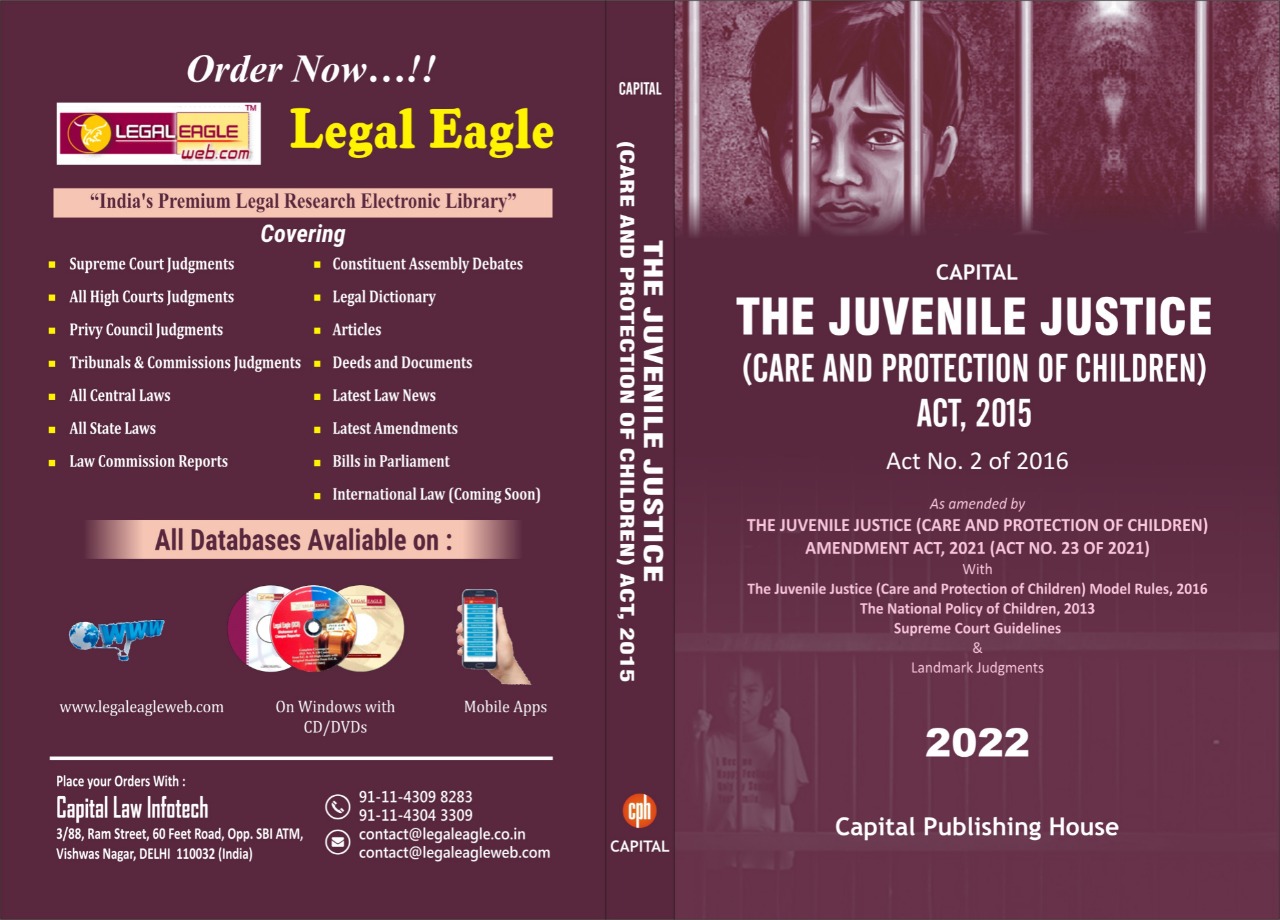 Order Now...!!
LEGALEAGLE
TM
web.com
Legal Eagle
“India's Premium Legal Research Electronic Library”
Covering
Supreme Court Judgments
All High Courts Judgments
Privy Council Judgments
Tribunals & Commissions Judgments
All Central Laws
All State Laws
Law Commission Reports
Constituent Assembly Debates
Legal Dictionary
Articles
Deeds and Documents
Latest Law News
Latest Amendments
Bills in Parliament
International Law (Coming Soon)
All Databases Avaliable on :
WWW
www.legaleagleweb.com
On Windows with
CD/DVDs
Mobile Apps
Place your Orders With :
Capital Law Infotech
3/88, Ram Street, 60 Feet Road, Opp. SBI ATM,
Vishwas Nagar, DELHI 110032 (India)
91-11-4309 8283
91-11-4304 3309
contact@legaleagle.co.in
contact@legaleagleweb.com
CAPITAL
THE JUVENILE JUSTICE
(CARE AND PROTECTION OF CHILDREN) ACT, 2015
cph
CAPITAL
CAPITAL
THE JUVENILE JUSTICE
(CARE AND PROTECTION OF CHILDREN)
ACT, 2015
Act No. 2 of 2016
As amended by
THE JUVENILE JUSTICE (CARE AND PROTECTION OF CHILDREN)
AMENDMENT ACT, 2021 (ACT NO. 23 OF 2021)
With
The Juvenile Justice (Care and Protection of Children) Model Rules, 2016
The National Policy of Children, 2013
Supreme Court Guidelines
&
Landmark Judgments
2022
Capital Publishing House